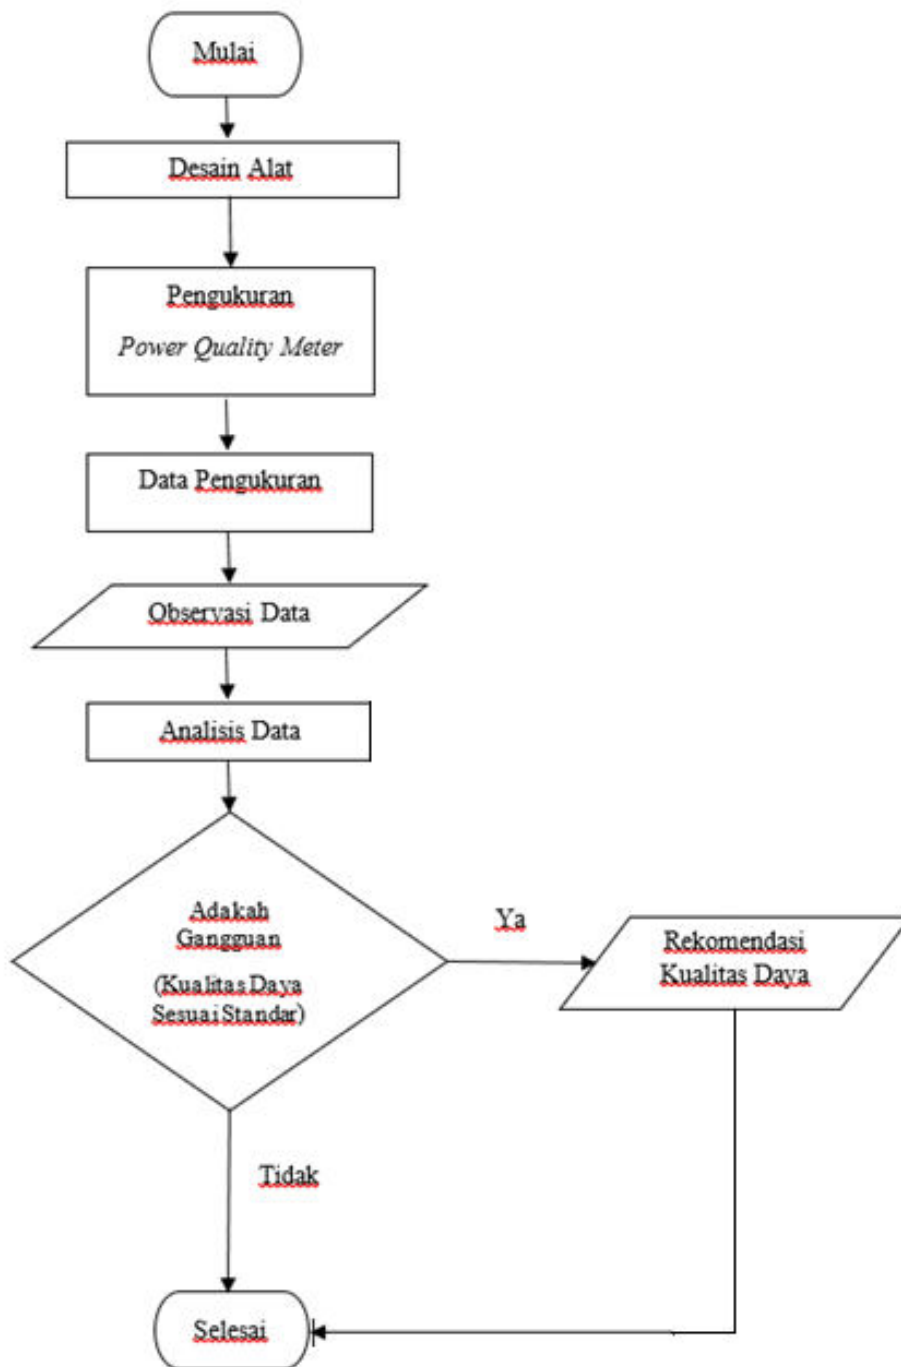 Mulai
Desain Alat
Pengukuran
Power Quality Meter
Data Pengukuran
Observasi Data
Analisis Data
Adakah
Gangguan
(Kualitas Daya
Sesuai Standar)
Ya
Rekomendasi
Kualitas Daya
Tidak
Selesai